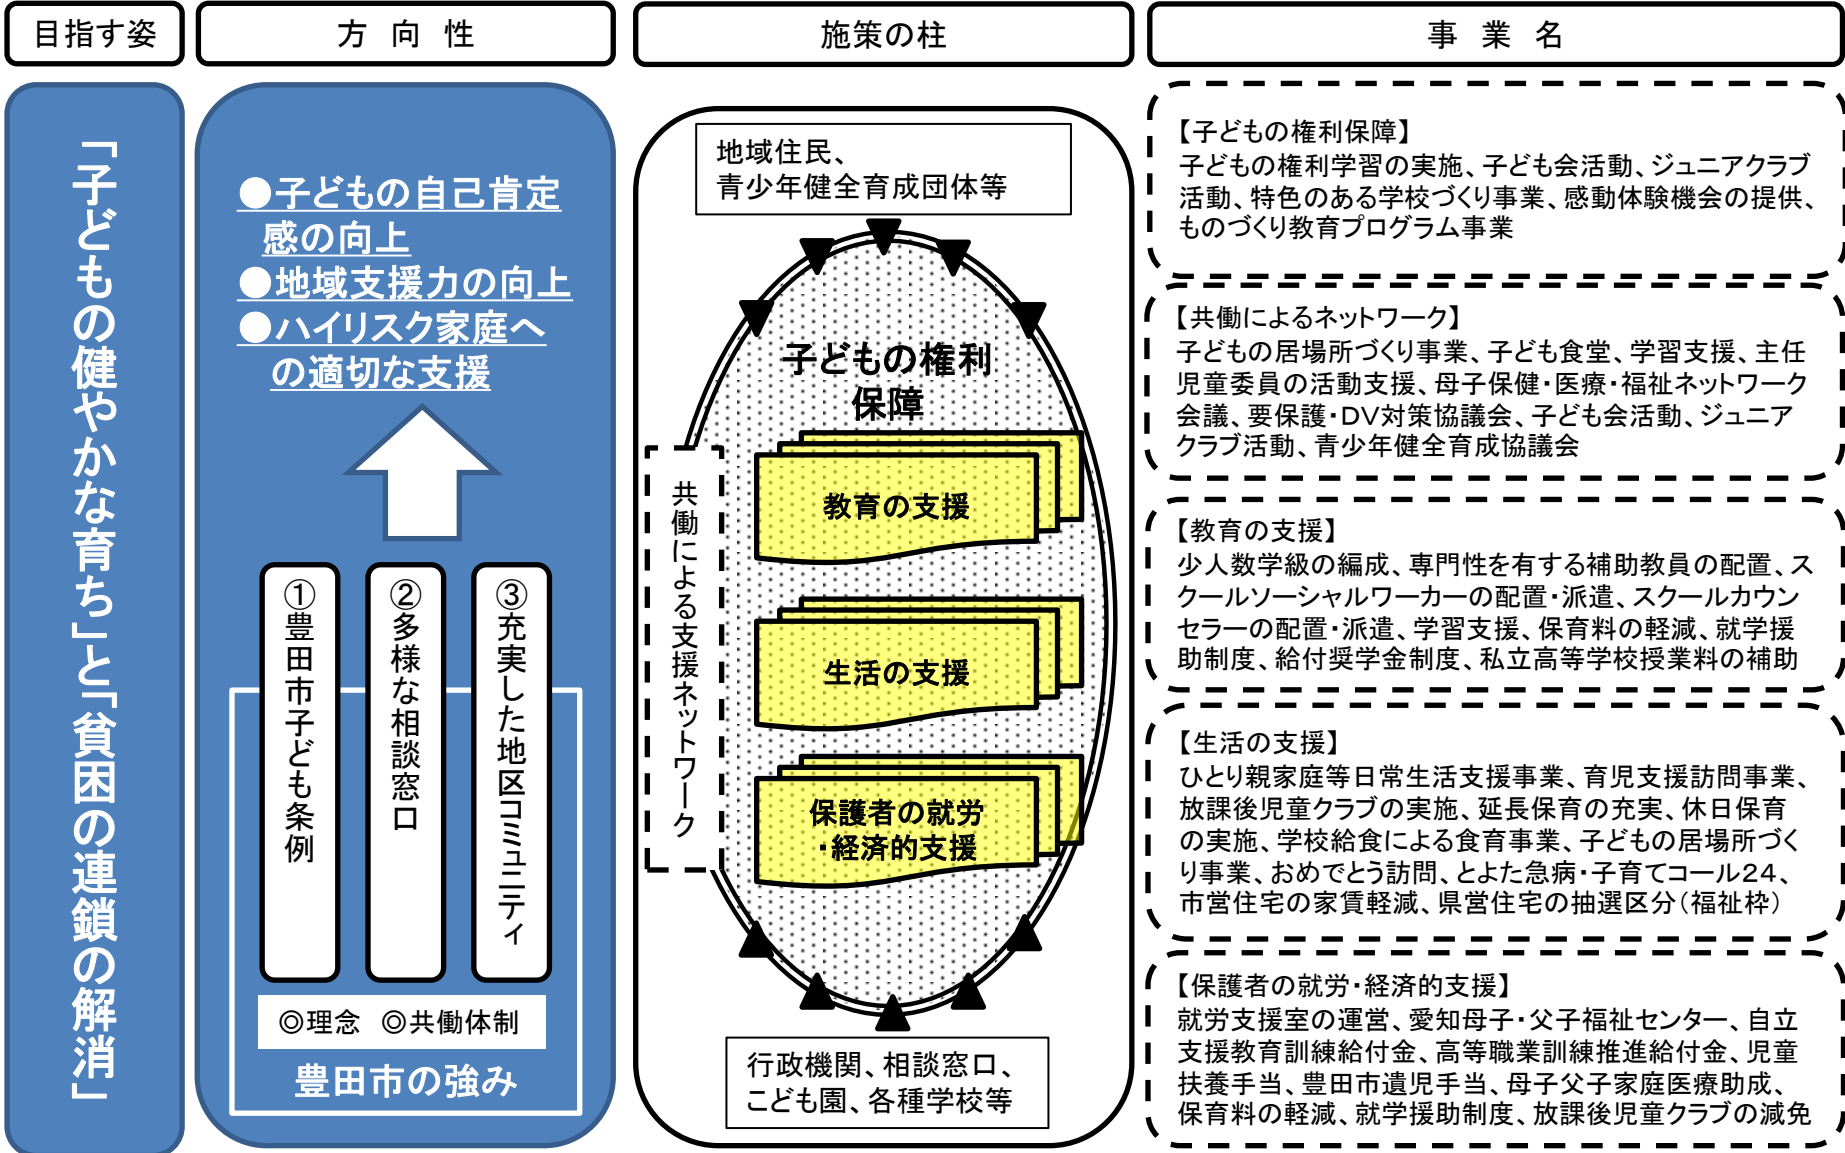 目指す姿
方 向 性
施策の柱
事 業 名
「子どもの健やかな育ち」と「貧困の連鎖の解消」
●子どもの自己肯定
感の向上
●地域支援力の向上
●ハイリスク家庭へ
の適切な支援
①豊田市子ども条例
②多様な相談窓口
③充実した地区コミュニティ
◎理念 ◎共働体制
豊田市の強み
地域住民、
青少年健全育成団体等
子どもの権利
保障
共働による支援ネットワーク
教育の支援
生活の支援
保護者の就労
・経済的支援
行政機関、相談窓口、
こども園、各種学校等
【子どもの権利保障】
子どもの権利学習の実施、子ども会活動、ジュニアクラブ
活動、特色のある学校づくり事業、感動体験機会の提供、
ものづくり教育プログラム事業
【共働によるネットワーク】
子どもの居場所づくり事業、子ども食堂、学習支援、主任
児童委員の活動支援、母子保健・医療・福祉ネットワーク
会議、要保護・DV対策協議会、子ども会活動、ジュニア
クラブ活動、青少年健全育成協議会
【教育の支援】
少人数学級の編成、専門性を有する補助教員の配置、ス
クールソーシャルワーカーの配置・派遣、スクールカウン
セラーの配置・派遣、学習支援、保育料の軽減、就学援
助制度、給付奨学金制度、私立高等学校授業料の補助
【生活の支援】
ひとり親家庭等日常生活支援事業、育児支援訪問事業、
放課後児童クラブの実施、延長保育の充実、休日保育
の実施、学校給食による食育事業、子どもの居場所づく
り事業、おめでとう訪問、とよた急病・子育てコール24、
市営住宅の家賃軽減、県営住宅の抽選区分(福祉枠)
【保護者の就労・経済的支援】
就労支援室の運営、愛知母子・父子福祉センター、自立
支援教育訓練給付金、高等職業訓練推進給付金、児童
扶養手当、豊田市遺児手当、母子父子家庭医療助成、
保育料の軽減、就学援助制度、放課後児童クラブの減免